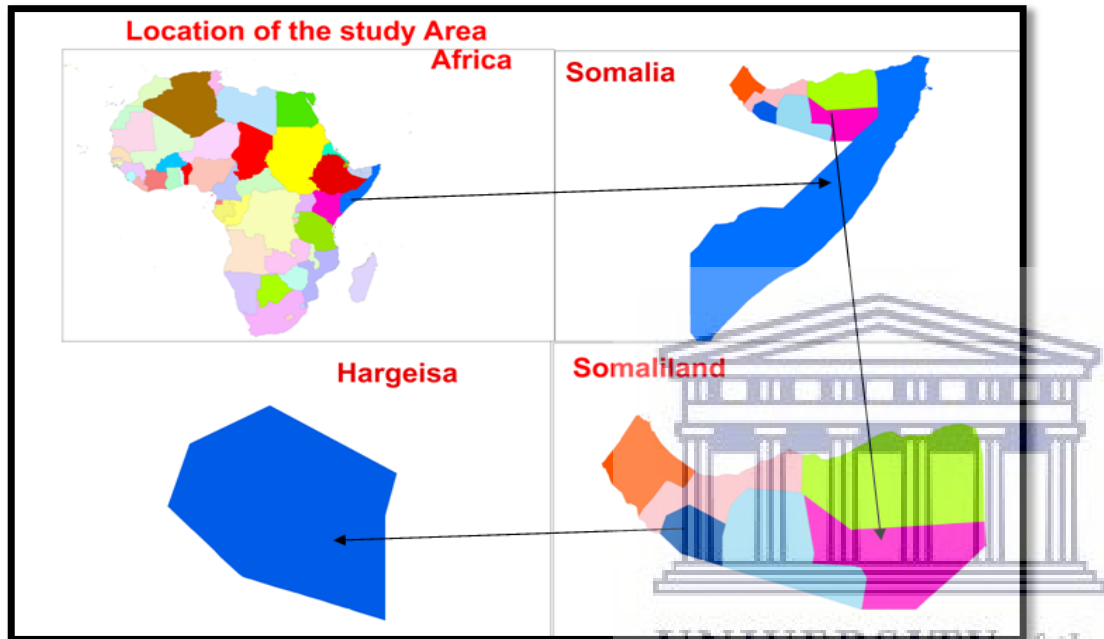 Location of the study Area
Africa
Somalia
Hargeisa
Somaliland